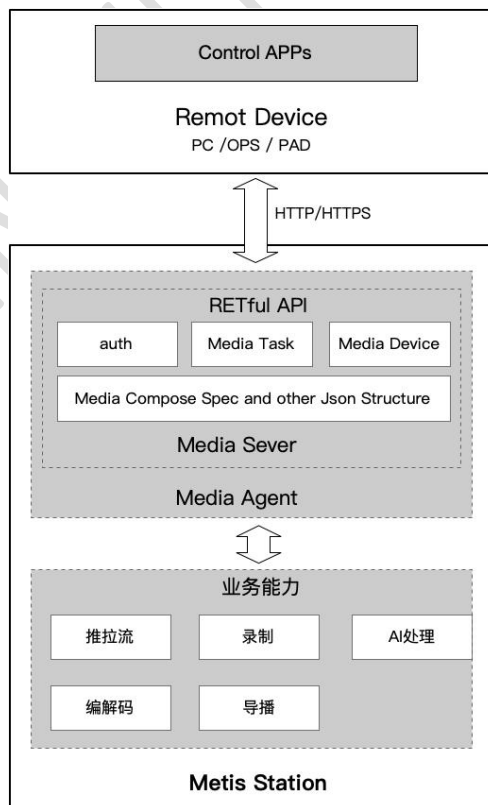 Control APPs
Remot Device
PC /OPS / PAD
HTTP/HTTPS
RETful API
auth
Media Task
Media Device
Media Compose Spec and other Json Structure
Media Sever
Media Agent
业务能力
推拉流
录制
AI处理
编解码
导播
Metis Station